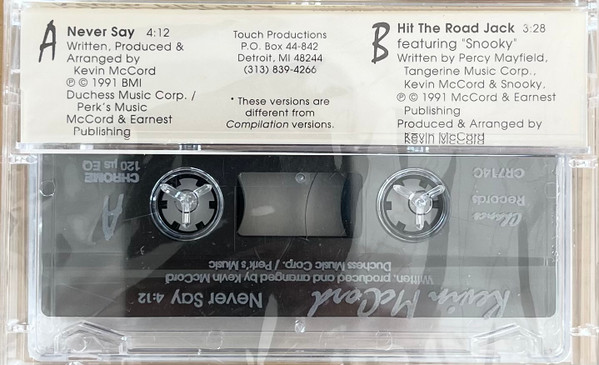 A
Never Say 4:12
Written, Produced &
Arranged by
Kevin McCord
℗ © 1991 BMI
Duchess Music Corp. /
Perk's Music
McCord & Earnest
Publishing
Touch Productions
P.O. Box 44-842
Detroit, MI 48244
(313) 839-4266
* These versions are
different from
Compilation versions.
B
Hit The Road Jack 3:28
featuring "Snooky"
Written by Percy Mayfield,
Tangerine Music Corp.,
Kevin McCord & Snooky,
℗ © 1991 McCord & Earnest
Publishing
Produced & Arranged by
Kevin McCord
Kevin McCord
Kevin McCord
Never Say 4:12
Written, produced and arranged by Kevin McCord
Duchess Music Corp. / Perk's Music
Records
CR714C
A
CHROME
120 µs EQ